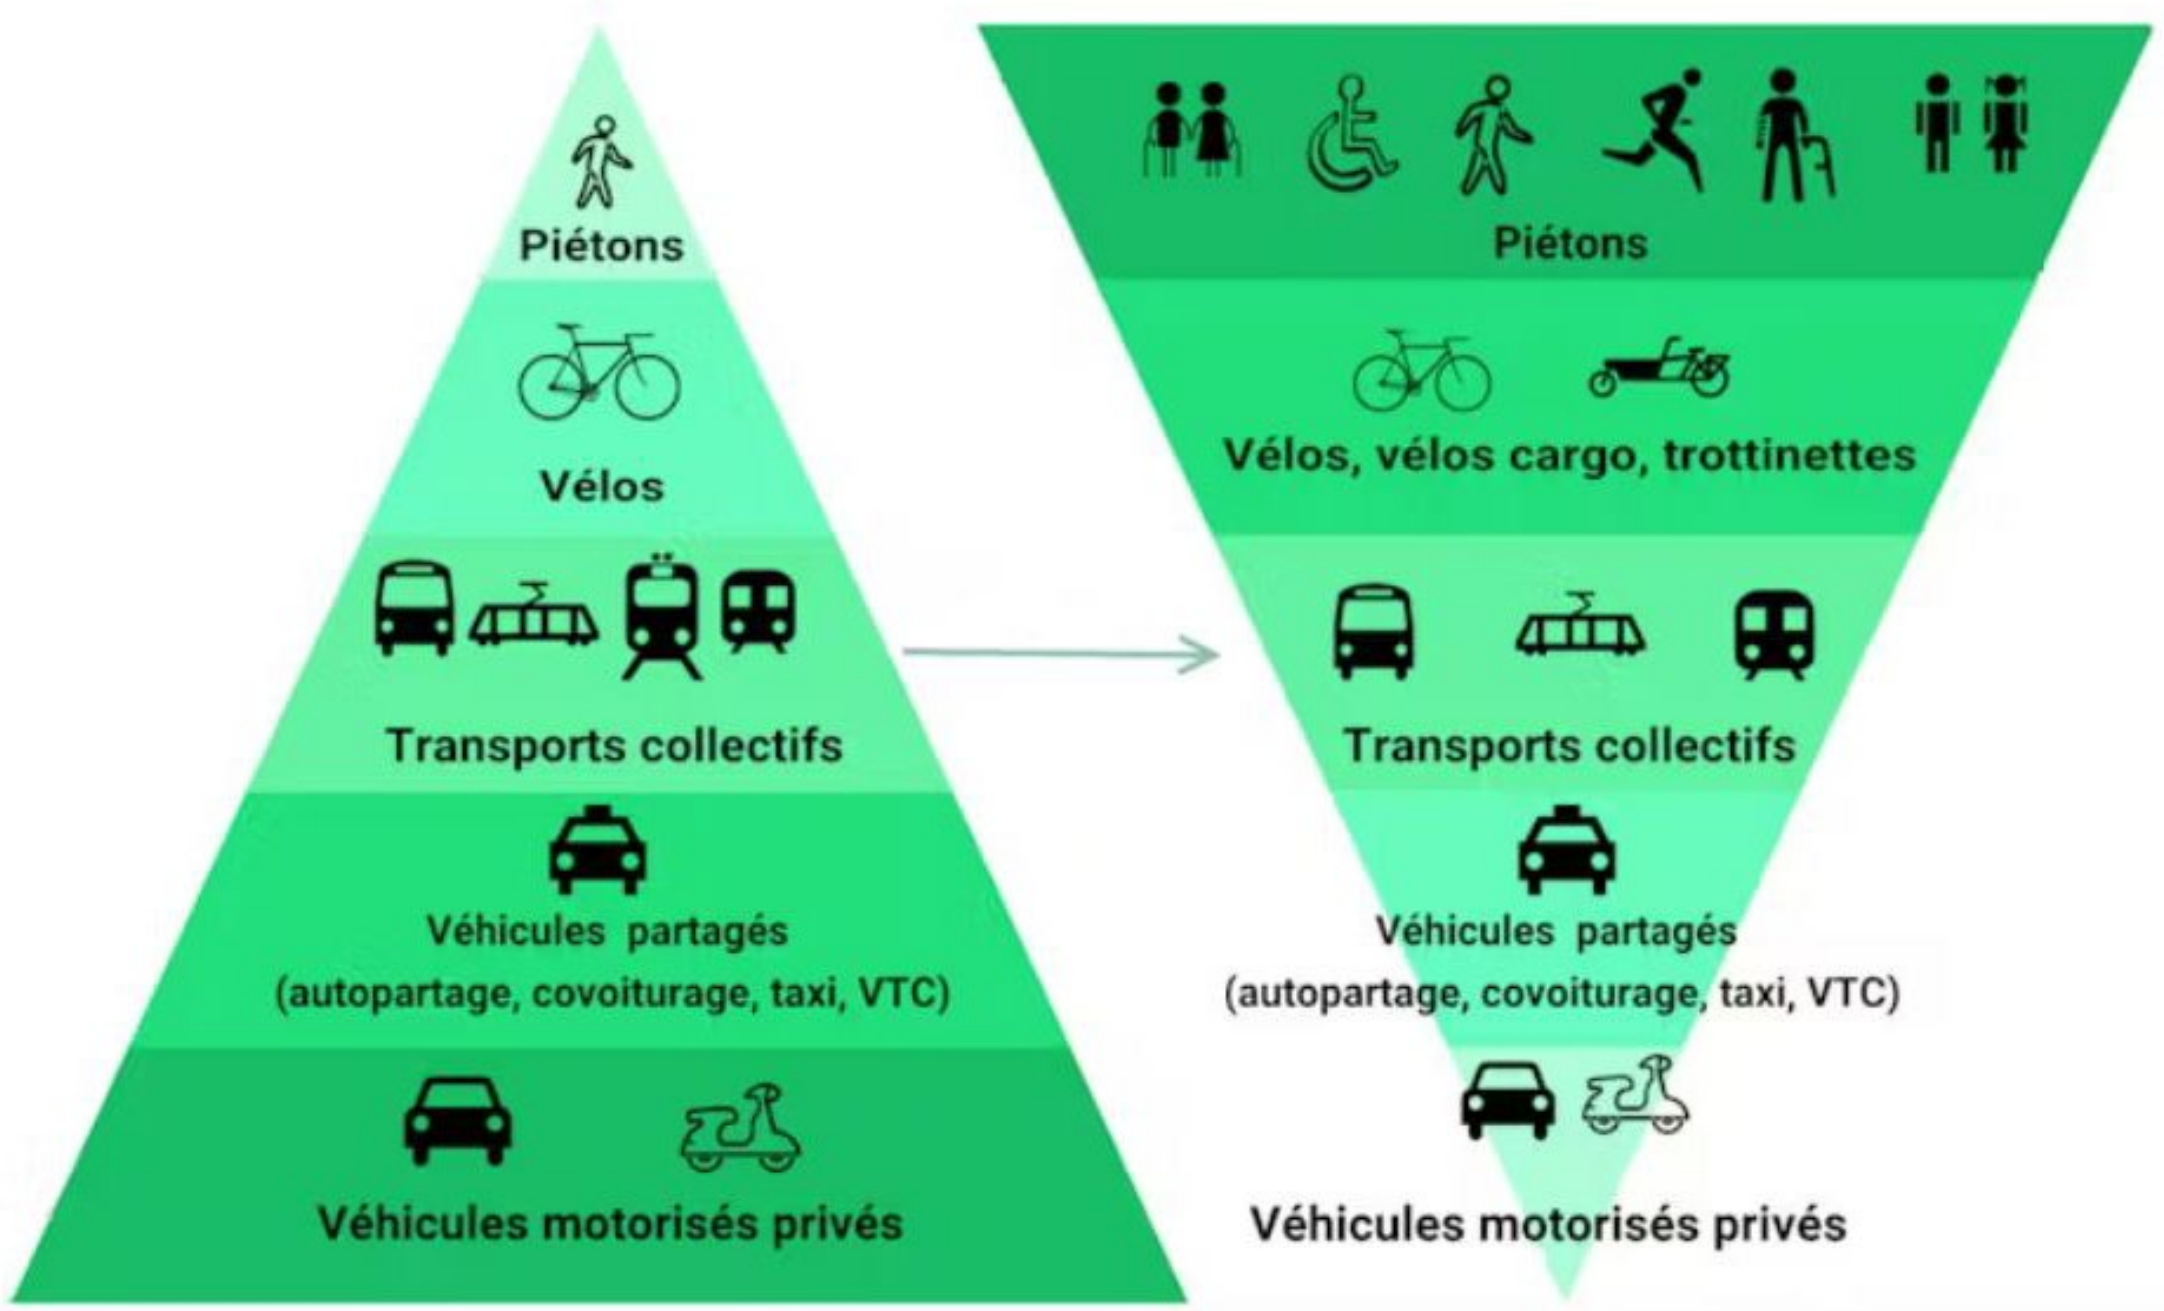 Piétons
Vélos
Transports collectifs
Véhicules partagés
(autopartage, covoiturage, taxi, VTC)
Véhicules motorisés privés
Piétons
Vélos, vélos cargo, trottinettes
Transports collectifs
Véhicules partagés
(autopartage, covoiturage, taxi, VTC)
Véhicules motorisés privés